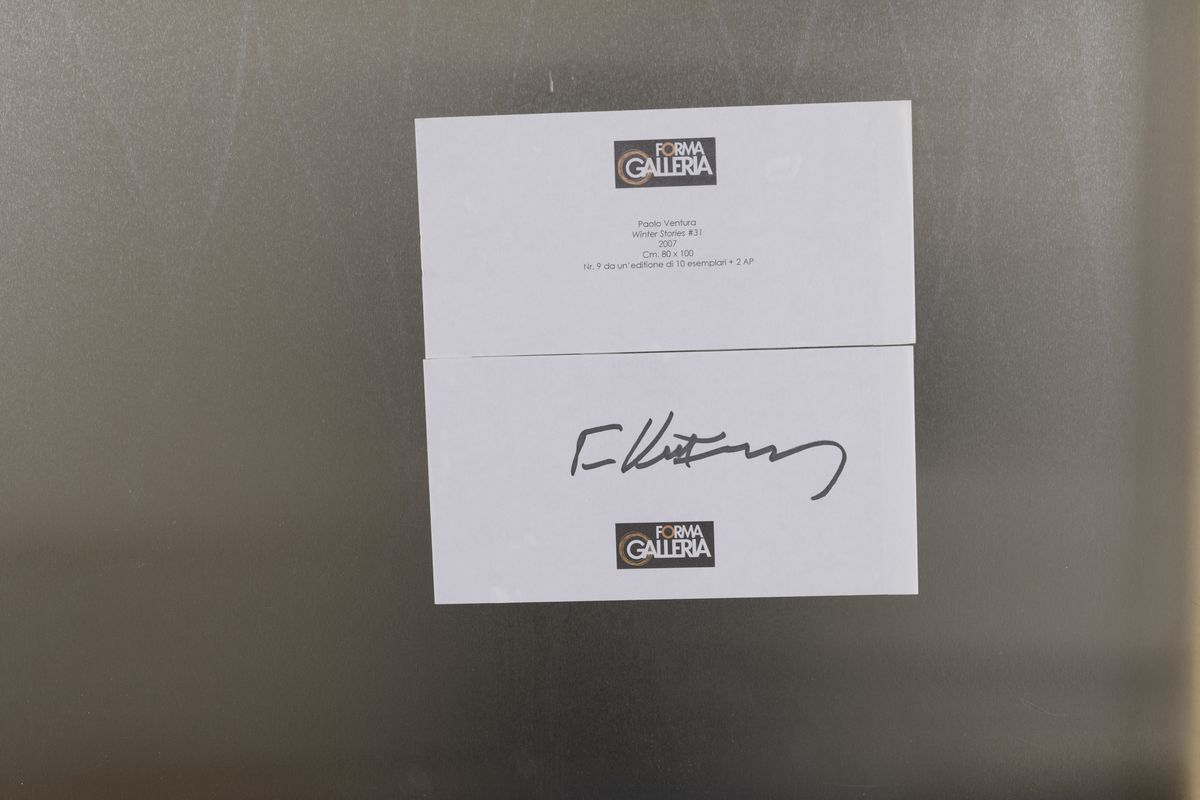 FORMA
GALLERIA
Paolo Ventura
Winter Stories #31
2007
Cm. 80 x 100
Nr. 9 da un'editione di 10 esemplari + 2 AP
FORMA
GALLERIA